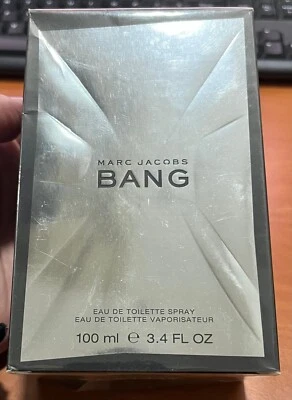 MARC JACOBS
BANG
EAU DE TOILETTE SPRAY
EAU DE TOILETTE VAPORISATEUR
100 ml ℮ 3.4 FL OZ